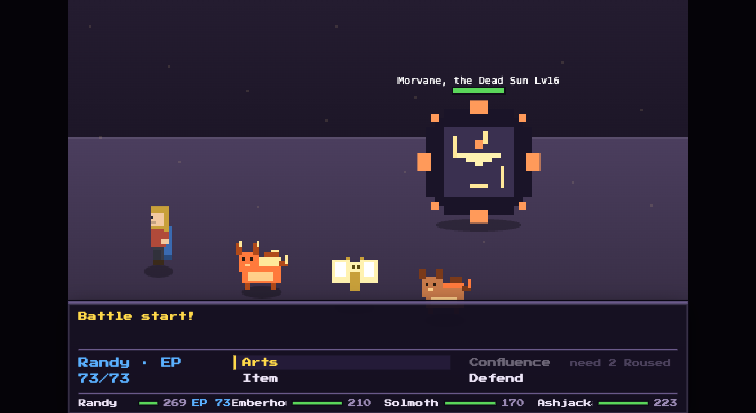 Morvane, the Dead Sun Lv16
Battle start!
Randy · EP
73/73
Arts
Confluence need 2 Roused
Item
Defend
Randy 269 EP 73 Emberho 210 Solmoth 170 Ashjack 223